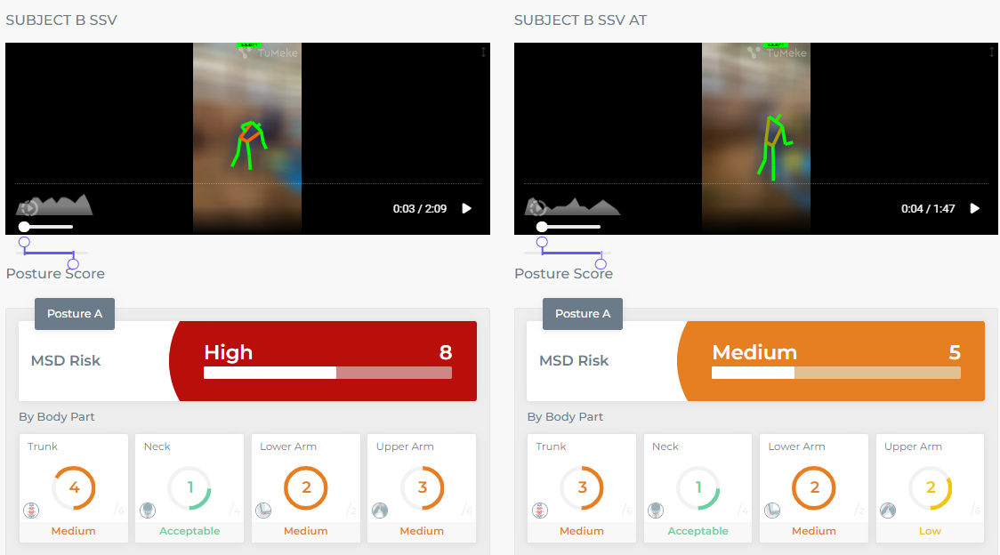 SUBJECT B SSV
TuMeke
0:03 / 2:09
Posture Score
Posture A
MSD Risk
High
8
By Body Part
Trunk
4
/6
Medium
Neck
1
/4
Acceptable
Lower Arm
2
/2
Medium
Upper Arm
3
/6
Medium
SUBJECT B SSV AT
TuMeke
0:04 / 1:47
Posture Score
Posture A
MSD Risk
Medium
5
By Body Part
Trunk
3
/6
Medium
Neck
1
/4
Acceptable
Lower Arm
2
/2
Medium
Upper Arm
2
/6
Low